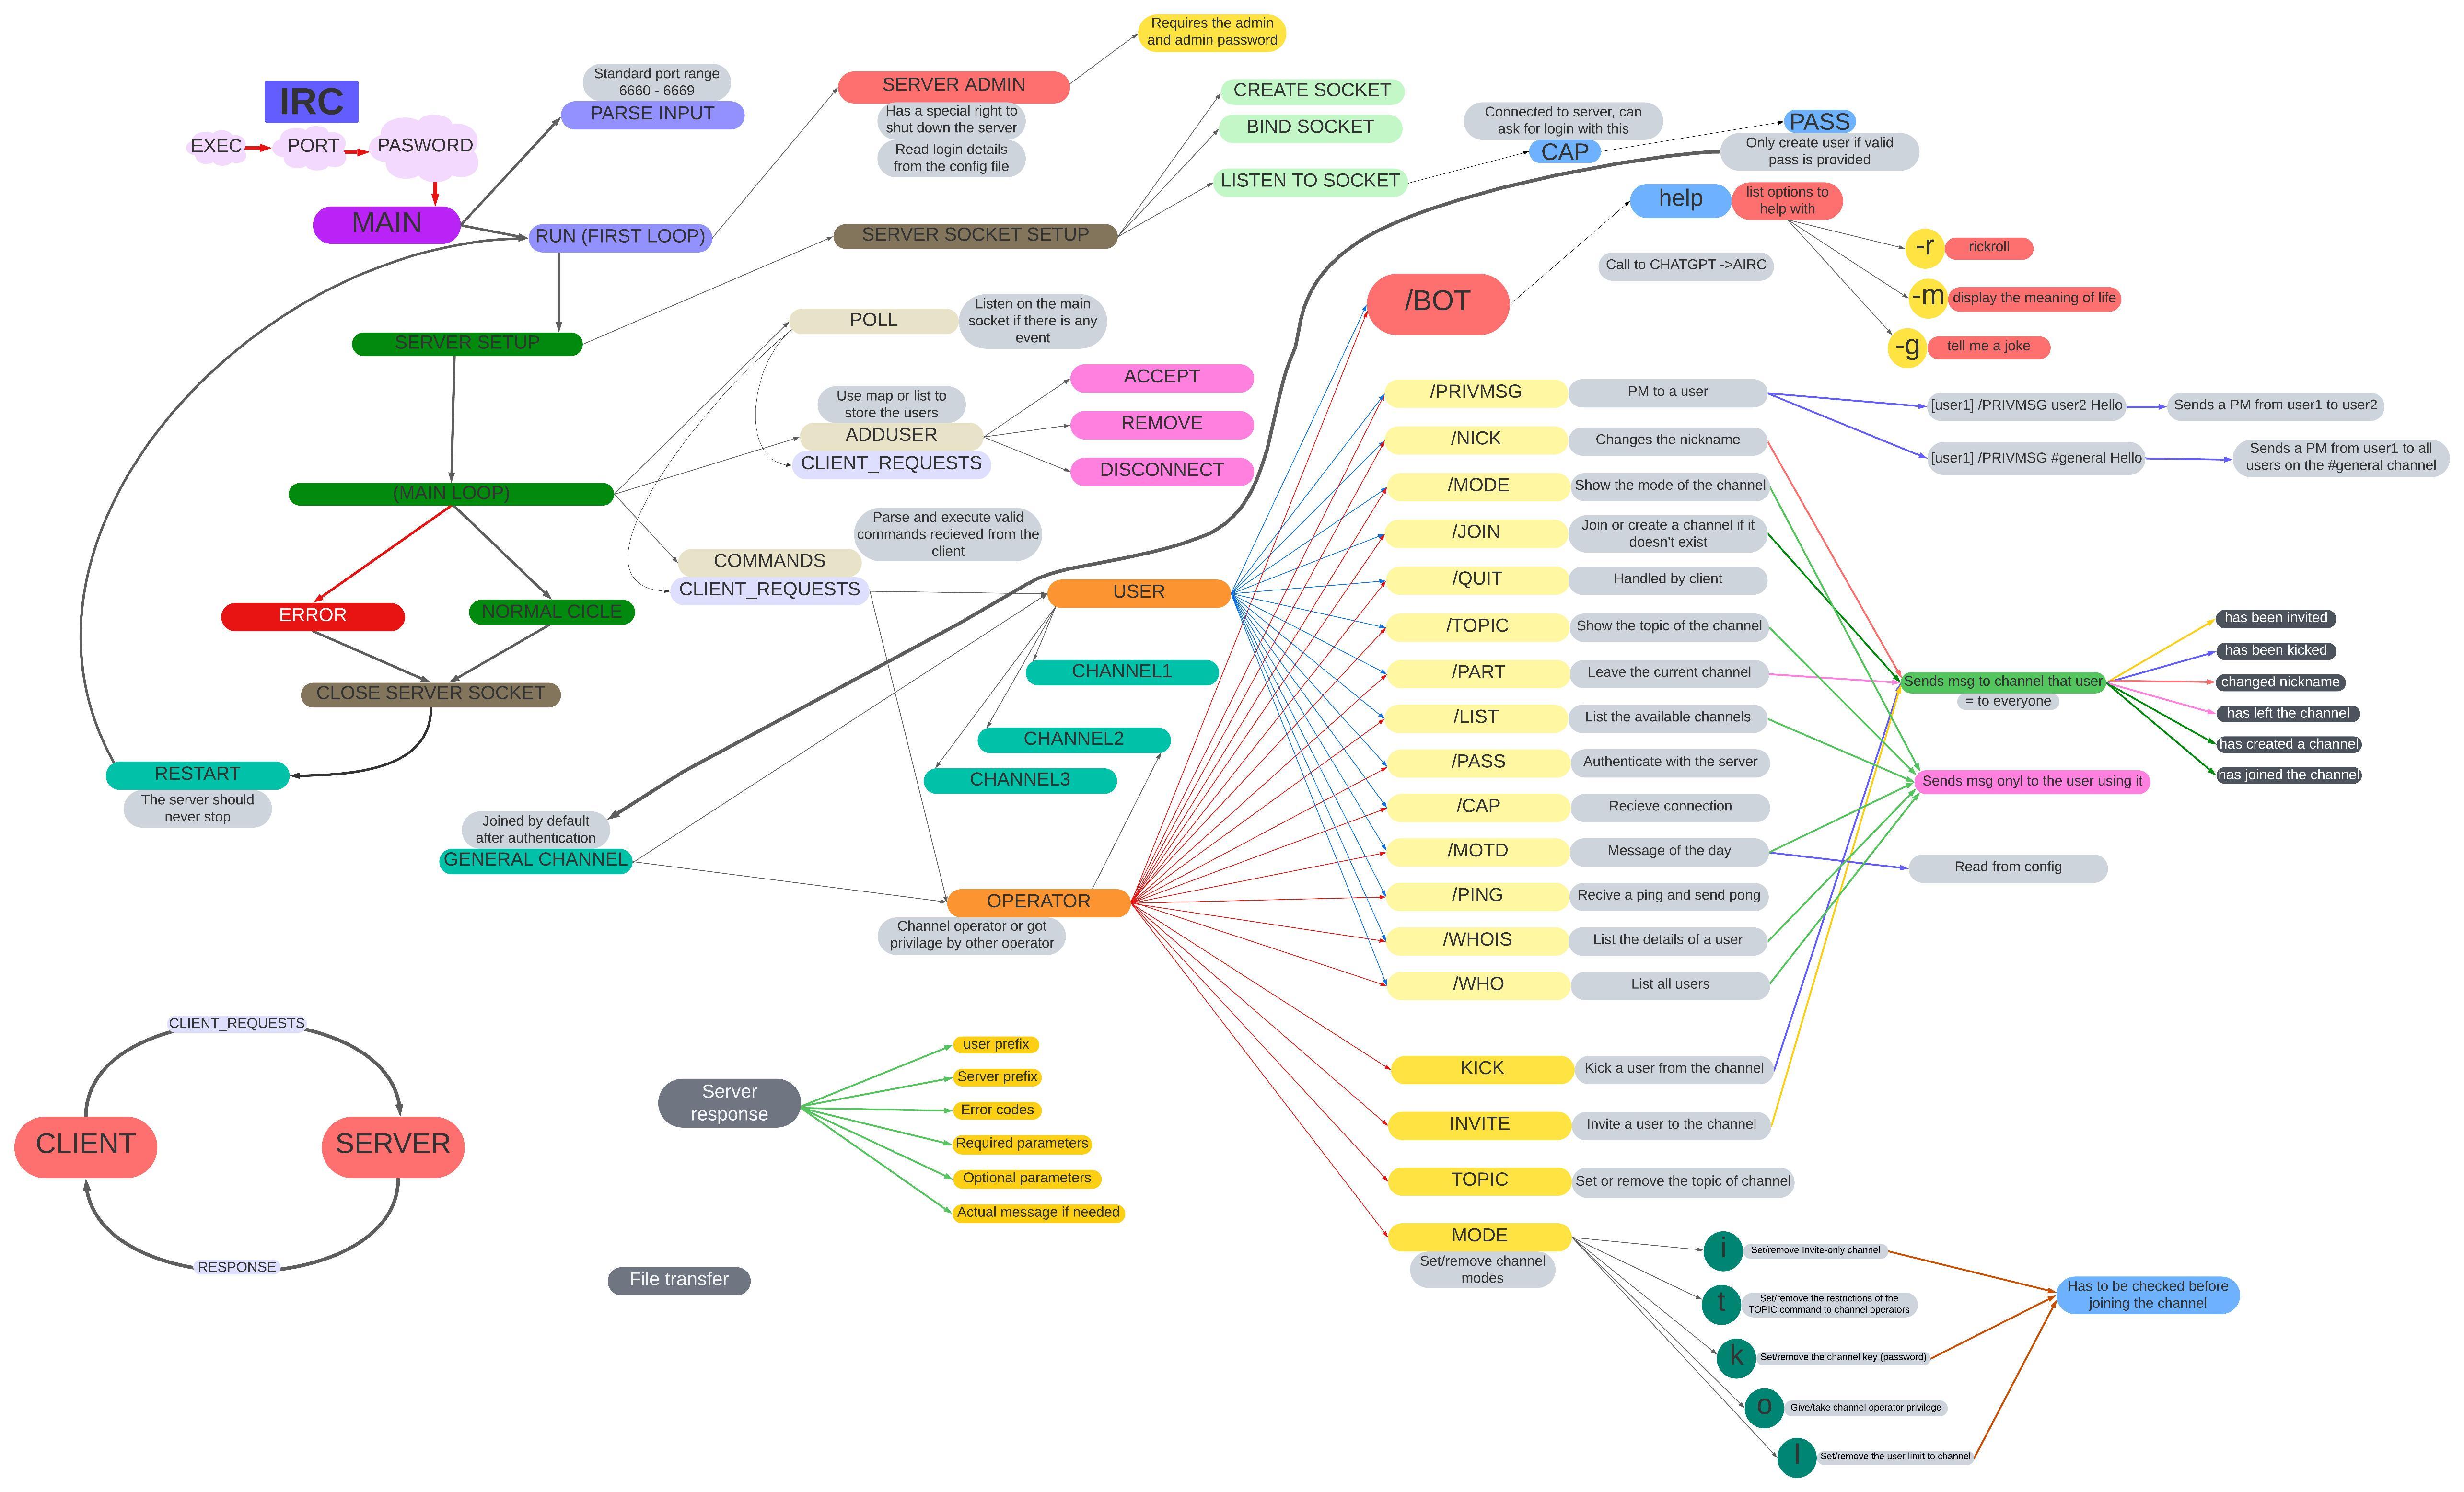 IRC
EXEC
PORT
PASWORD
MAIN
Standard port range
6660 - 6669
PARSE INPUT
RUN (FIRST LOOP)
SERVER ADMIN
Has a special right to
shut down the server
Read login details
from the config file
Requires the admin
and admin password
SERVER SETUP
SERVER SOCKET SETUP
CREATE SOCKET
BIND SOCKET
LISTEN TO SOCKET
Connected to server, can
ask for login with this
CAP
PASS
Only create user if valid
pass is provided
(MAIN LOOP)
ERROR
NORMAL CICLE
CLOSE SERVER SOCKET
RESTART
The server should
never stop
POLL
Listen on the main
socket if there is any
event
Use map or list to
store the users
ADDUSER
CLIENT_REQUESTS
ACCEPT
REMOVE
DISCONNECT
Parse and execute valid
commands recieved from the
client
COMMANDS
CLIENT_REQUESTS
USER
CHANNEL1
CHANNEL2
CHANNEL3
Joined by default
after authentication
GENERAL CHANNEL
OPERATOR
Channel operator or got
privilage by other operator
/BOT
help
list options to
help with
Call to CHATGPT ->AIRC
-r
rickroll
-m
display the meaning of life
-g
tell me a joke
/PRIVMSG
PM to a user
[user1] /PRIVMSG user2 Hello
Sends a PM from user1 to user2
[user1] /PRIVMSG #general Hello
Sends a PM from user1 to all
users on the #general channel
/NICK
Changes the nickname
/MODE
Show the mode of the channel
/JOIN
Join or create a channel if it
doesn't exist
/QUIT
Handled by client
/TOPIC
Show the topic of the channel
/PART
Leave the current channel
/LIST
List the available channels
/PASS
Authenticate with the server
/CAP
Recieve connection
/MOTD
Message of the day
Read from config
/PING
Recive a ping and send pong
/WHOIS
List the details of a user
/WHO
List all users
Sends msg to channel that user
= to everyone
has been invited
has been kicked
changed nickname
has left the channel
has created a channel
has joined the channel
Sends msg onyl to the user using it
KICK
Kick a user from the channel
INVITE
Invite a user to the channel
TOPIC
Set or remove the topic of channel
MODE
Set/remove channel
modes
i
Set/remove Invite-only channel
t
Set/remove the restrictions of the
TOPIC command to channel operators
k
Set/remove the channel key (password)
o
Give/take channel operator privilege
l
Set/remove the user limit to channel
Has to be checked before
joining the channel
CLIENT_REQUESTS
CLIENT
SERVER
RESPONSE
Server
response
user prefix
Server prefix
Error codes
Required parameters
Optional parameters
Actual message if needed
File transfer